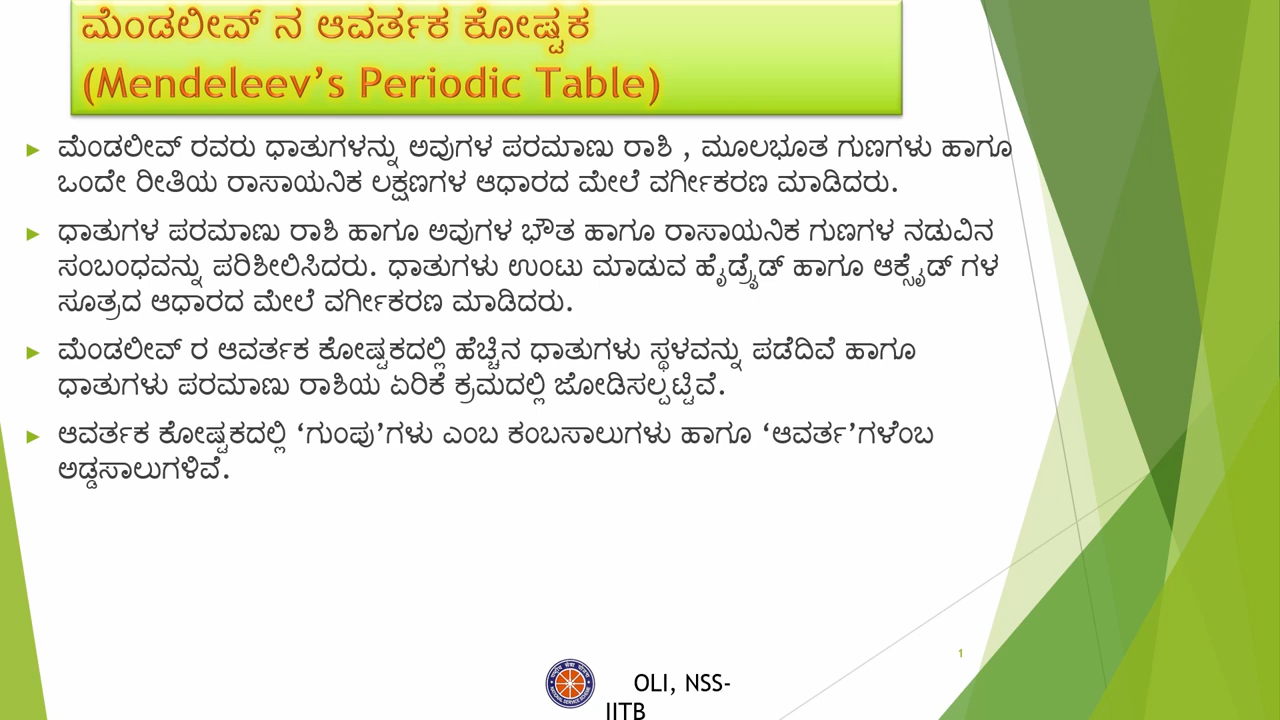 ಮೆಂಡಲೀವ್ ನ ಆವರ್ತಕ ಕೋಷ್ಟಕ
(Mendeleev’s Periodic Table)
ಮೆಂಡಲೀವ್ ರವರು ಧಾತುಗಳನ್ನು ಅವುಗಳ ಪರಮಾಣು ರಾಶಿ , ಮೂಲಭೂತ ಗುಣಗಳು ಹಾಗೂ
ಒಂದೇ ರೀತಿಯ ರಾಸಾಯನಿಕ ಲಕ್ಷಣಗಳ ಆಧಾರದ ಮೇಲೆ ವರ್ಗೀಕರಣ ಮಾಡಿದರು.
ಧಾತುಗಳ ಪರಮಾಣು ರಾಶಿ ಹಾಗೂ ಅವುಗಳ ಭೌತ ಹಾಗೂ ರಾಸಾಯನಿಕ ಗುಣಗಳ ನಡುವಿನ
ಸಂಬಂಧವನ್ನು ಪರಿಶೀಲಿಸಿದರು. ಧಾತುಗಳು ಉಂಟು ಮಾಡುವ ಹೈಡ್ರೈಡ್ ಹಾಗೂ ಆಕ್ಸೈಡ್ ಗಳ
ಸೂತ್ರದ ಆಧಾರದ ಮೇಲೆ ವರ್ಗೀಕರಣ ಮಾಡಿದರು.
ಮೆಂಡಲೀವ್ ರ ಆವರ್ತಕ ಕೋಷ್ಟಕದಲ್ಲಿ ಹೆಚ್ಚಿನ ಧಾತುಗಳು ಸ್ಥಳವನ್ನು ಪಡೆದಿವೆ ಹಾಗೂ
ಧಾತುಗಳು ಪರಮಾಣು ರಾಶಿಯ ಏರಿಕೆ ಕ್ರಮದಲ್ಲಿ ಜೋಡಿಸಲ್ಪಟ್ಟಿವೆ.
ಆವರ್ತಕ ಕೋಷ್ಟಕದಲ್ಲಿ ‘ಗುಂಪು’ಗಳು ಎಂಬ ಕಂಬಸಾಲುಗಳು ಹಾಗೂ ‘ಆವರ್ತ’ಗಳೆಂಬ
ಅಡ್ಡಸಾಲುಗಳಿವೆ.
1
OLI, NSS-
IITB